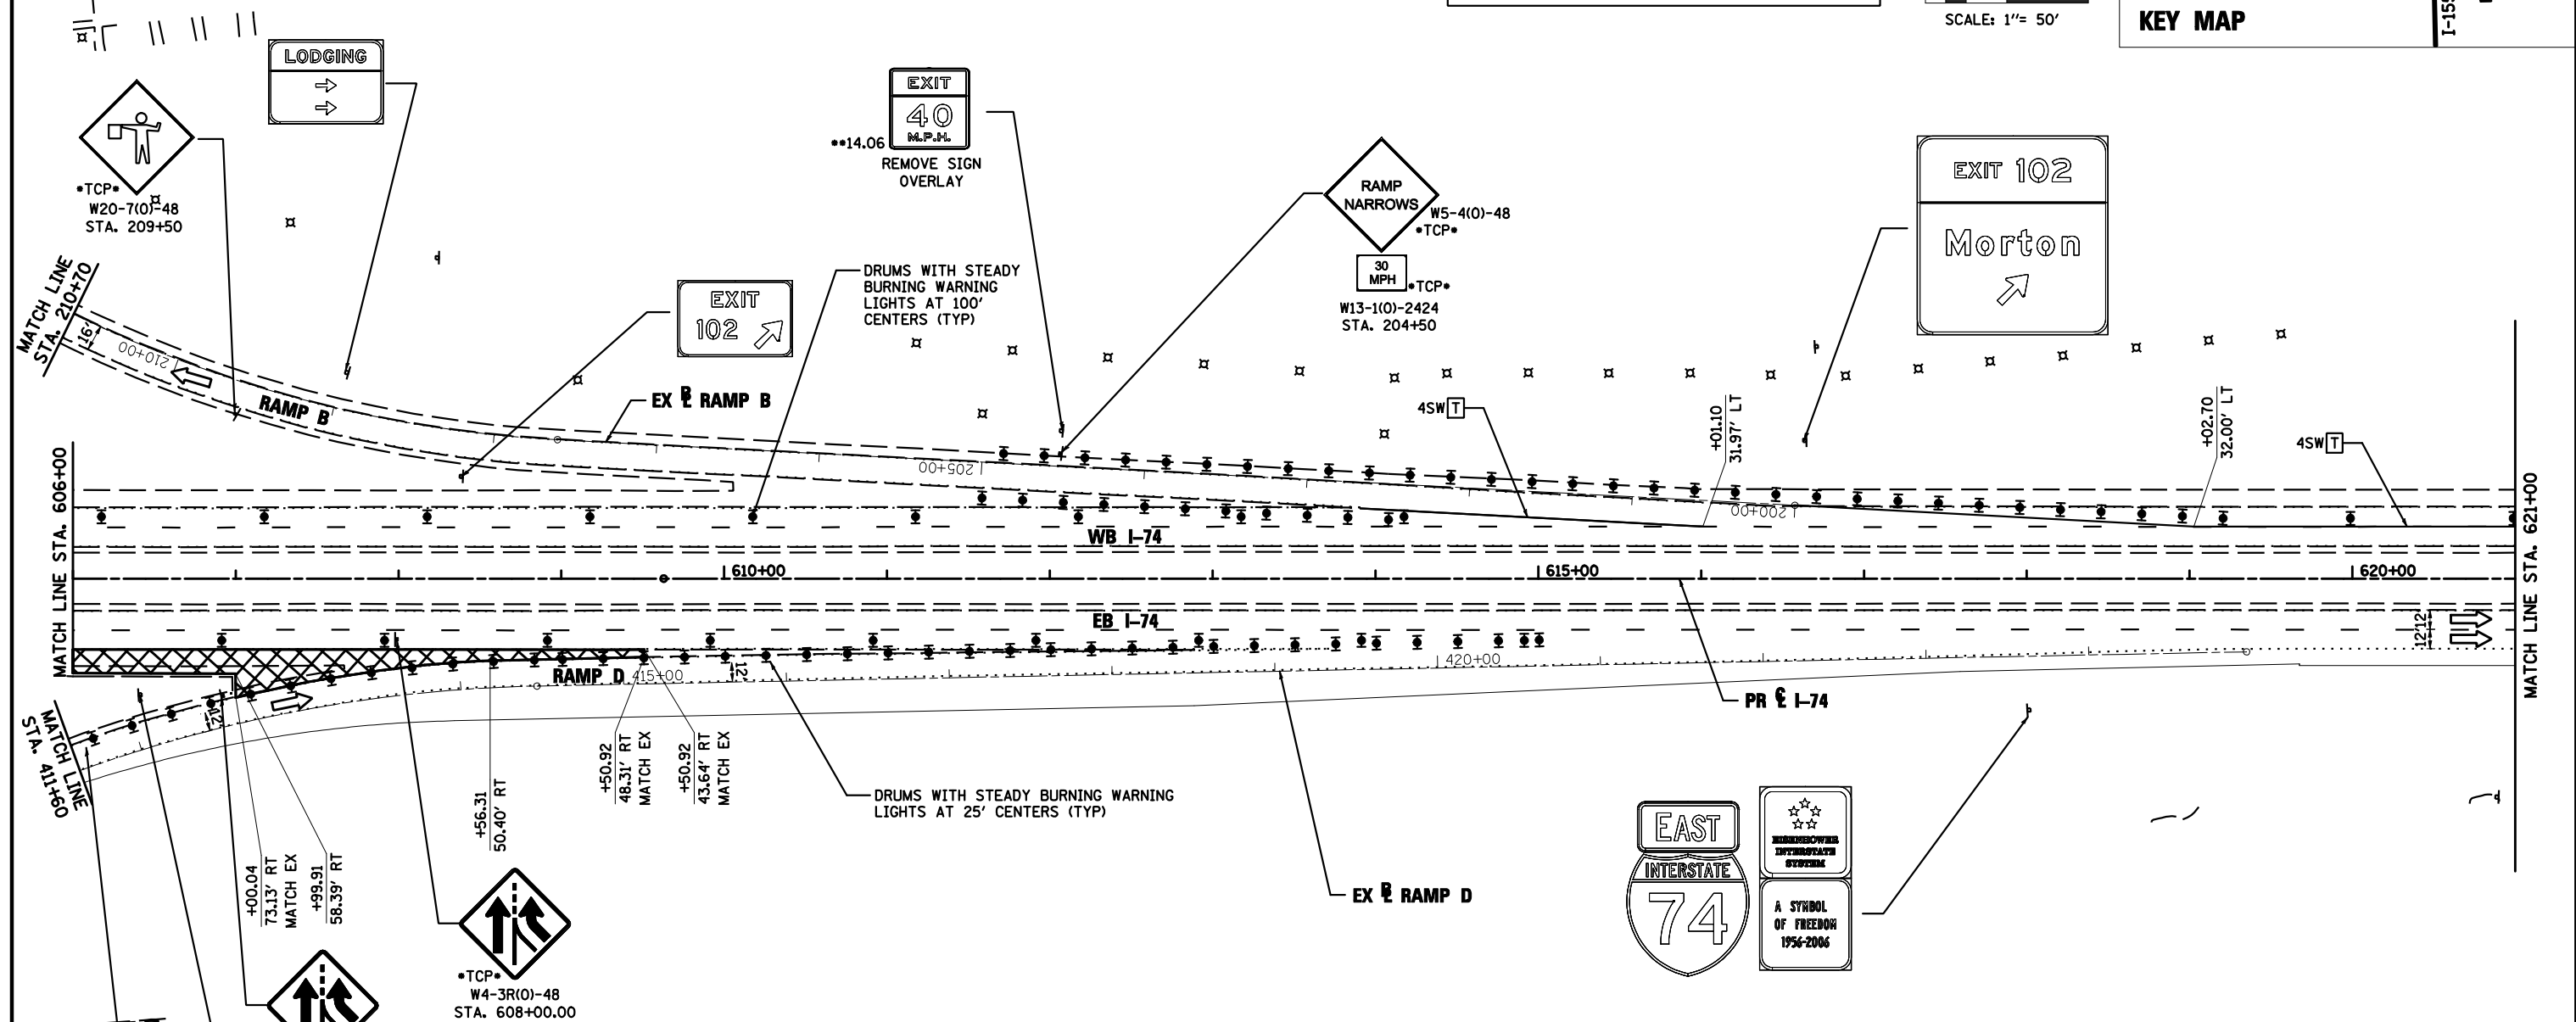 SCALE: 1"= 50'
KEY MAP
I-155
LODGING
*TCP*
W20-7(O)-48
STA. 209+50
EXIT
40
M.P.H.
**14.06
REMOVE SIGN
OVERLAY
RAMP
NARROWS
W5-4(O)-48
*TCP*
30
MPH
*TCP*
W13-1(O)-2424
STA. 204+50
EXIT 102
Morton
MATCH LINE
STA. 210+70
16'
210+00
RAMP B
EXIT
102
DRUMS WITH STEADY
BURNING WARNING
LIGHTS AT 100'
CENTERS (TYP)
EX B RAMP B
205+00
4SW T
+01.10
31.97' LT
200+00
+02.70
32.00' LT
4SW T
MATCH LINE STA. 606+00
WB I-74
610+00
615+00
620+00
MATCH LINE STA. 621+00
EB I-74
12'
12'
RAMP D
415+00
12'
420+00
12'
PR ℄ I-74
MATCH LINE
STA. 411+60
+00.04
73.13' RT
MATCH EX
+99.91
58.39' RT
+56.31
50.40' RT
+50.92
48.31' RT
MATCH EX
+50.92
43.64' RT
MATCH EX
DRUMS WITH STEADY BURNING WARNING
LIGHTS AT 25' CENTERS (TYP)
EX B RAMP D
EAST
INTERSTATE
74
EISENHOWER
INTERSTATE
SYSTEM
A SYMBOL
OF FREEDOM
1956-2006
*TCP*
W4-3R(O)-48
STA. 608+00.00